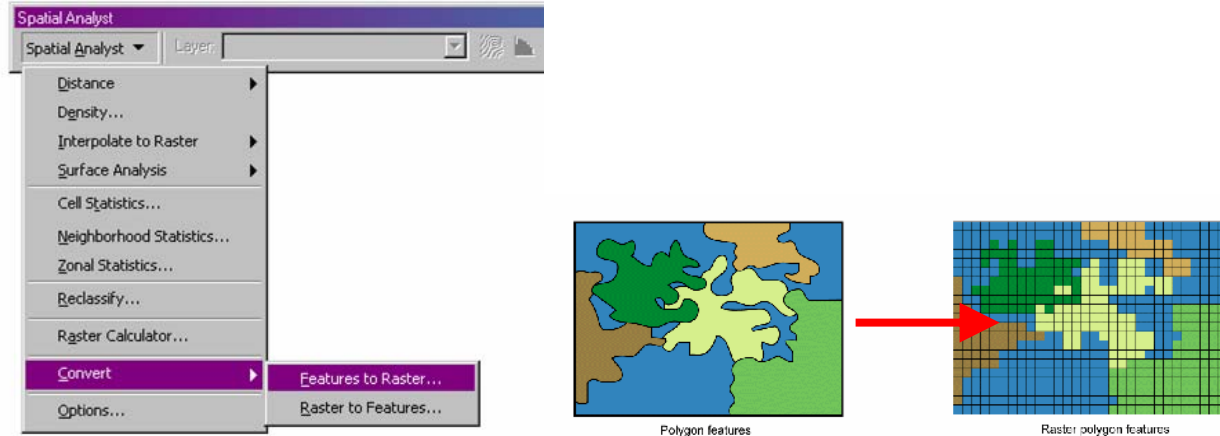 Spatial Analyst
Spatial Analyst
Layer:
Distance
Density...
Interpolate to Raster
Surface Analysis
Cell Statistics...
Neighborhood Statistics...
Zonal Statistics...
Reclassify...
Raster Calculator...
Convert
Features to Raster...
Raster to Features...
Options...
Polygon features
Raster polygon features